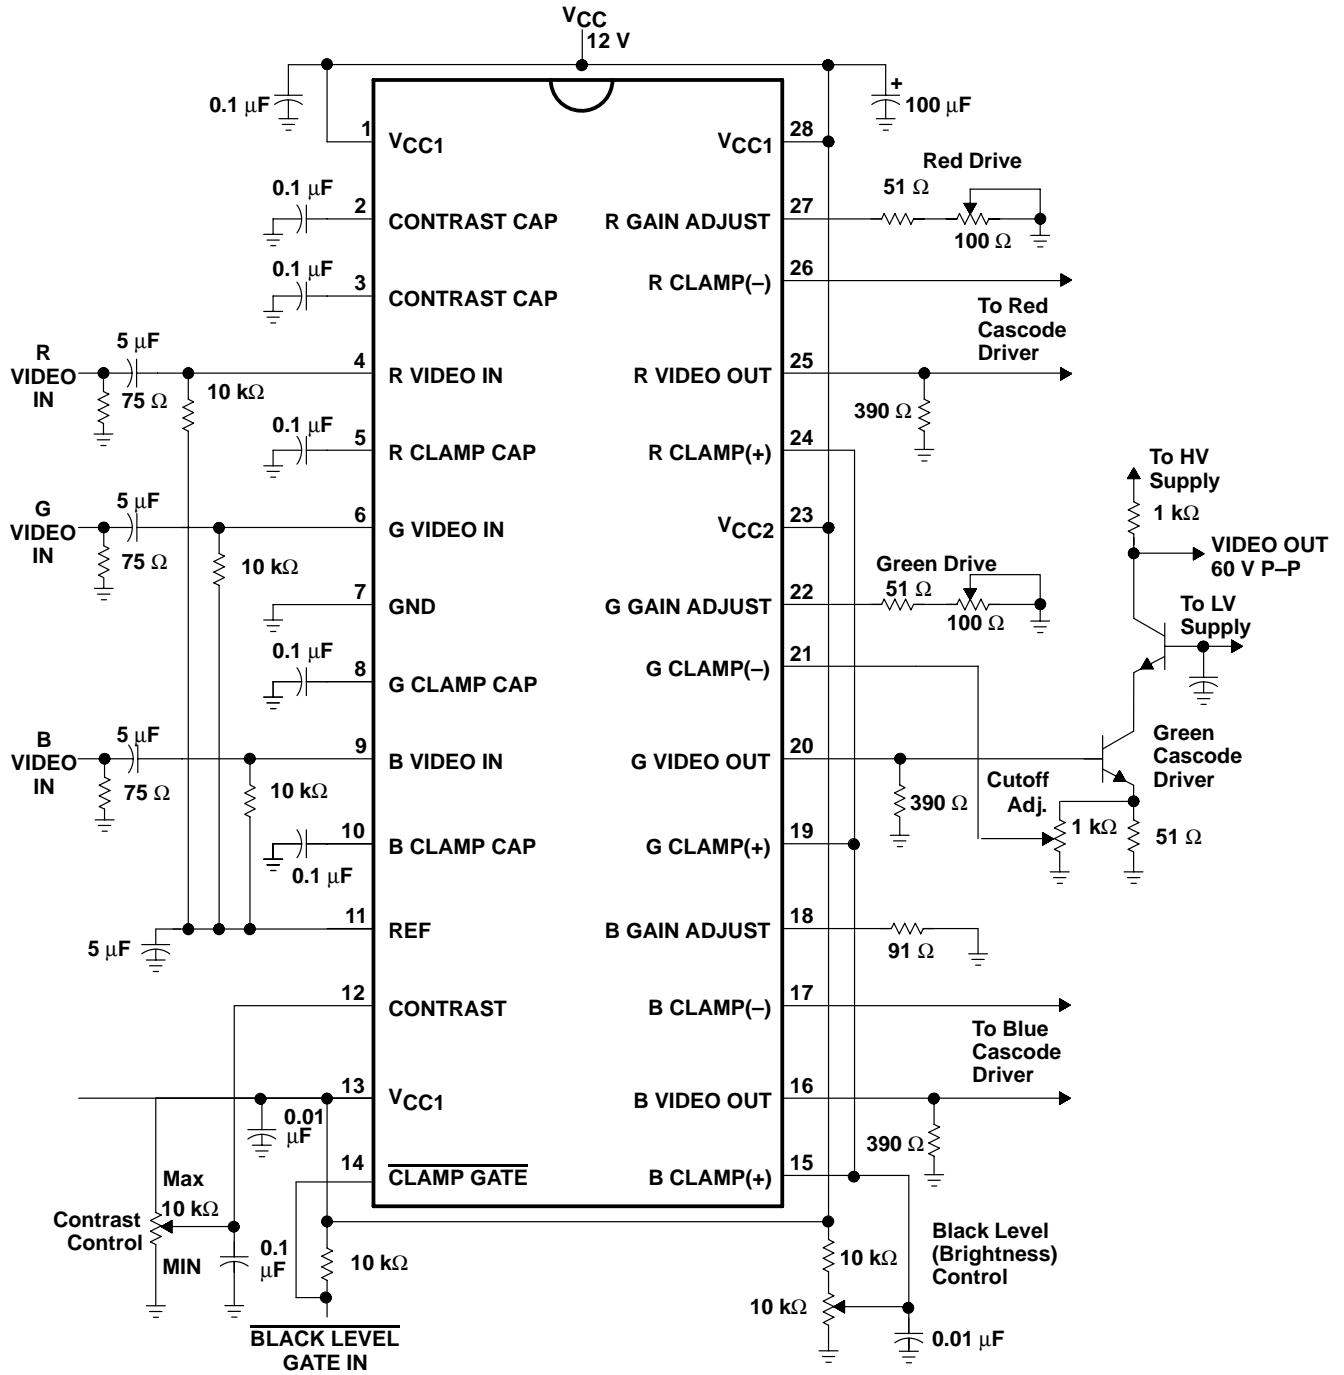 VCC
12 V
0.1 µF
+
100 µF
1
VCC1
VCC1
28
Red Drive
51 Ω
0.1 µF
2
CONTRAST CAP
R GAIN ADJUST
27
100 Ω
0.1 µF
3
CONTRAST CAP
R CLAMP(–)
26
To Red
Cascode
Driver
R
VIDEO
IN
5 µF
75 Ω
10 kΩ
4
R VIDEO IN
R VIDEO OUT
25
390 Ω
0.1 µF
5
R CLAMP CAP
R CLAMP(+)
24
To HV
Supply
1 kΩ
G
VIDEO
IN
5 µF
75 Ω
10 kΩ
6
G VIDEO IN
VCC2
23
VIDEO OUT
60 V P–P
Green Drive
51 Ω
7
GND
G GAIN ADJUST
22
100 Ω
To LV
Supply
0.1 µF
8
G CLAMP CAP
G CLAMP(–)
21
B
VIDEO
IN
5 µF
75 Ω
10 kΩ
9
B VIDEO IN
G VIDEO OUT
20
390 Ω
Green
Cascode
Driver
Cutoff
Adj.
1 kΩ
51 Ω
10
B CLAMP CAP
0.1 µF
G CLAMP(+)
19
5 µF
11
REF
B GAIN ADJUST
18
91 Ω
12
CONTRAST
B CLAMP(–)
17
To Blue
Cascode
Driver
13
VCC1
0.01
µF
B VIDEO OUT
16
390 Ω
14
CLAMP GATE
B CLAMP(+)
15
Max
10 kΩ
Contrast
Control
MIN
0.1
µF
10 kΩ
BLACK LEVEL
GATE IN
10 kΩ
10 kΩ
Black Level
(Brightness)
Control
0.01 µF